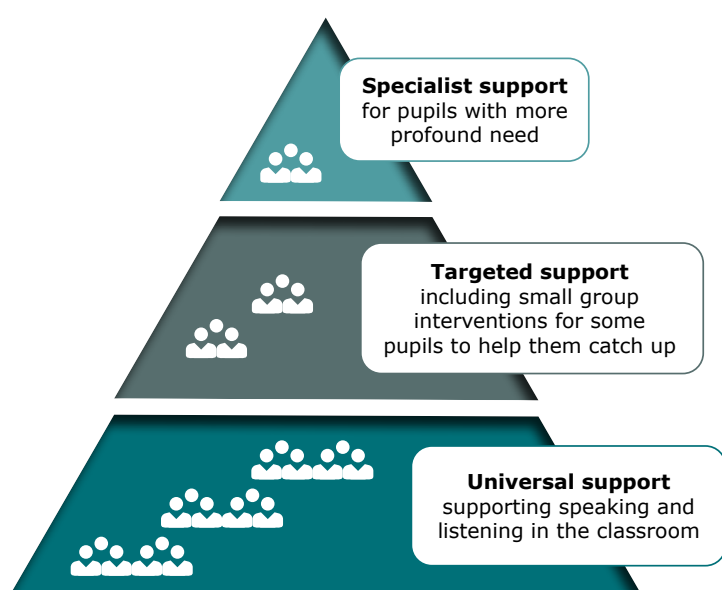 Specialist support
for pupils with more
profound need
Targeted support
including small group
interventions for some
pupils to help them catch up
Universal support
supporting speaking and
listening in the classroom